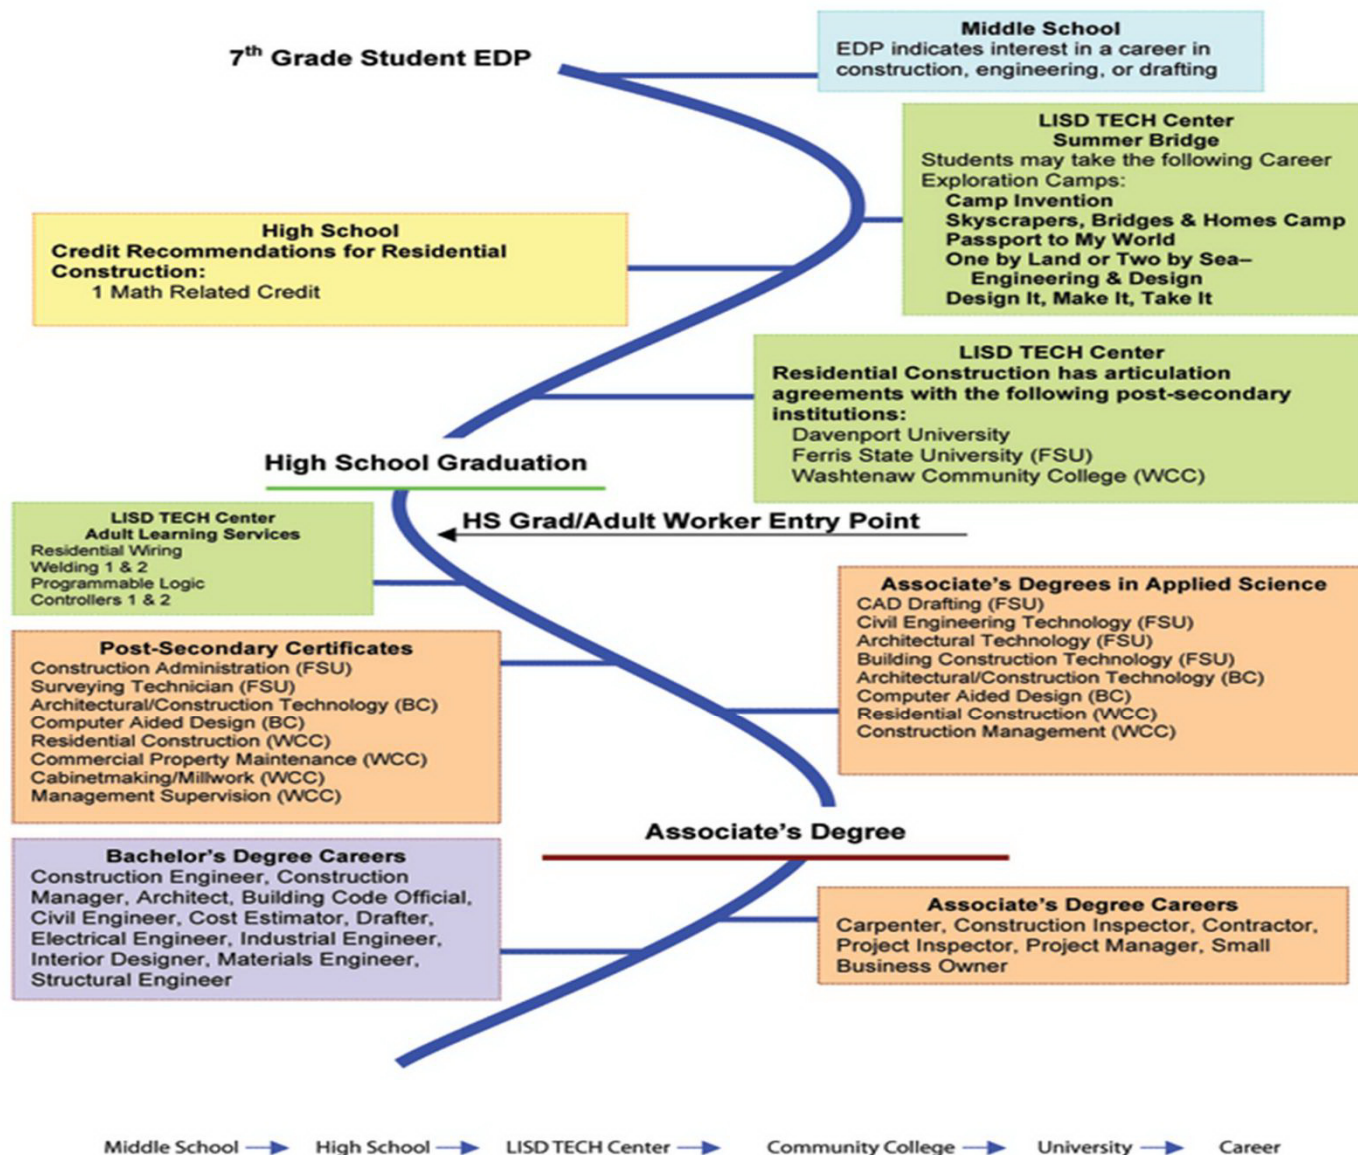 7th Grade Student EDP
Middle School
EDP indicates interest in a career in
construction, engineering, or drafting
LISD TECH Center
Summer Bridge
Students may take the following Career
Exploration Camps:
Camp Invention
Skyscrapers, Bridges & Homes Camp
Passport to My World
One by Land or Two by Sea–
Engineering & Design
Design It, Make It, Take It
High School
Credit Recommendations for Residential
Construction:
1 Math Related Credit
LISD TECH Center
Residential Construction has articulation
agreements with the following post-secondary
institutions:
Davenport University
Ferris State University (FSU)
Washtenaw Community College (WCC)
High School Graduation
HS Grad/Adult Worker Entry Point
LISD TECH Center
Adult Learning Services
Residential Wiring
Welding 1 & 2
Programmable Logic
Controllers 1 & 2
Associate's Degrees in Applied Science
CAD Drafting (FSU)
Civil Engineering Technology (FSU)
Architectural Technology (FSU)
Building Construction Technology (FSU)
Architectural/Construction Technology (BC)
Computer Aided Design (BC)
Residential Construction (WCC)
Construction Management (WCC)
Post-Secondary Certificates
Construction Administration (FSU)
Surveying Technician (FSU)
Architectural/Construction Technology (BC)
Computer Aided Design (BC)
Residential Construction (WCC)
Commercial Property Maintenance (WCC)
Cabinetmaking/Millwork (WCC)
Management Supervision (WCC)
Associate's Degree
Bachelor's Degree Careers
Construction Engineer, Construction
Manager, Architect, Building Code Official,
Civil Engineer, Cost Estimator, Drafter,
Electrical Engineer, Industrial Engineer,
Interior Designer, Materials Engineer,
Structural Engineer
Associate's Degree Careers
Carpenter, Construction Inspector, Contractor,
Project Inspector, Project Manager, Small
Business Owner
Middle School High School LISD TECH Center Community College University Career